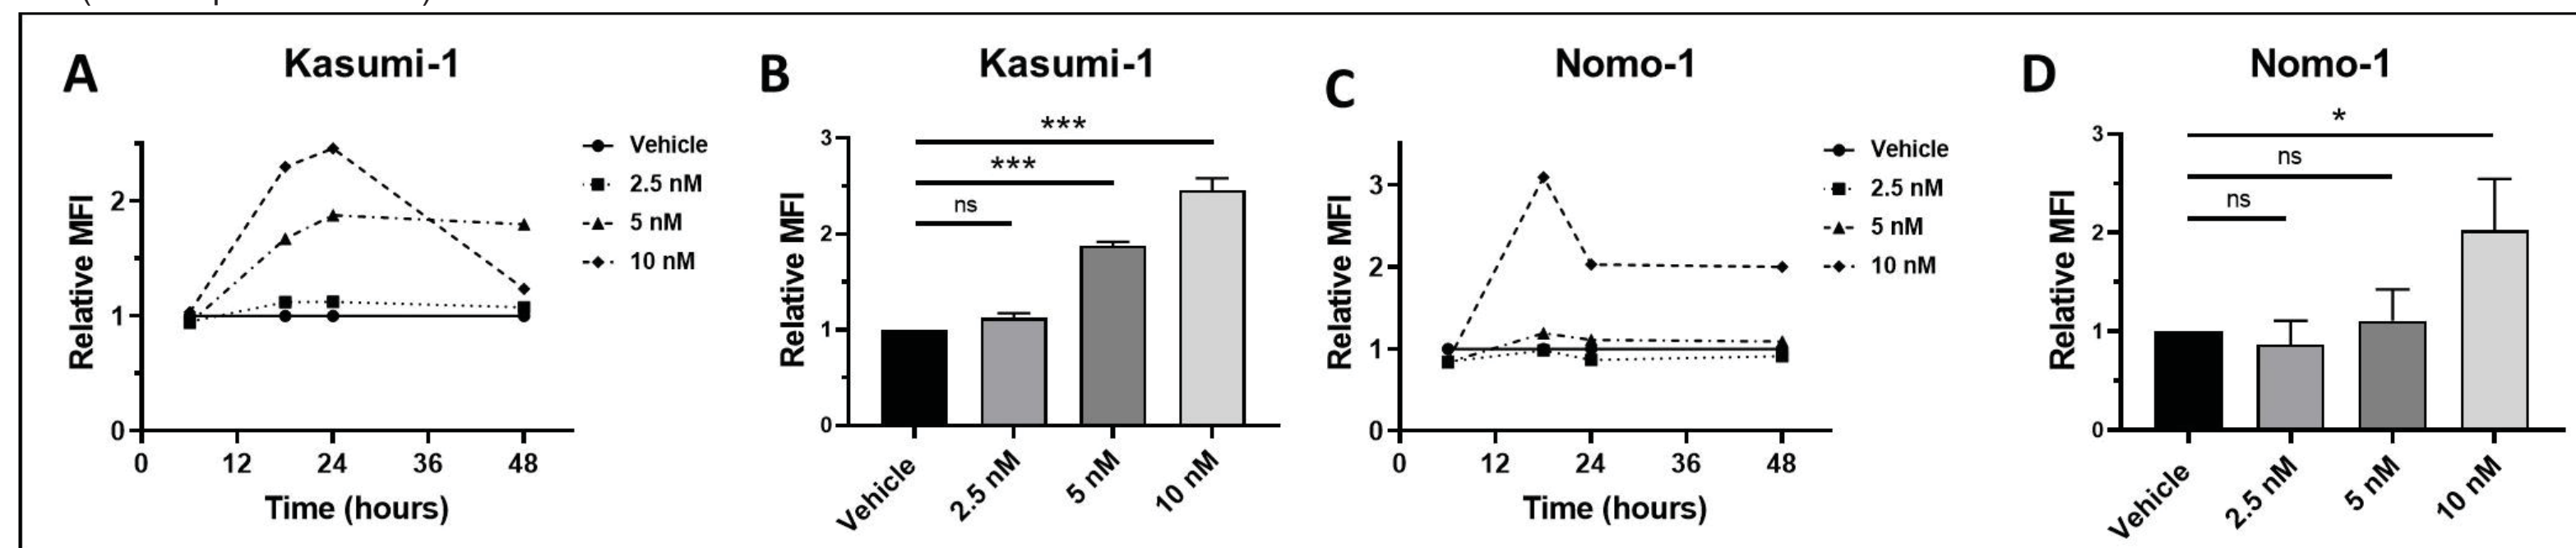 A
Kasumi-1
Relative MFI
2
1
0
0 12 24 36 48
Time (hours)
Vehicle
2.5 nM
5 nM
10 nM
B
Kasumi-1
***
***
ns
Relative MFI
3
2
1
0
Vehicle
2.5 nM
5 nM
10 nM
C
Nomo-1
Relative MFI
3
2
1
0
0 12 24 36 48
Time (hours)
Vehicle
2.5 nM
5 nM
10 nM
D
Nomo-1
*
ns
ns
Relative MFI
3
2
1
0
Vehicle
2.5 nM
5 nM
10 nM